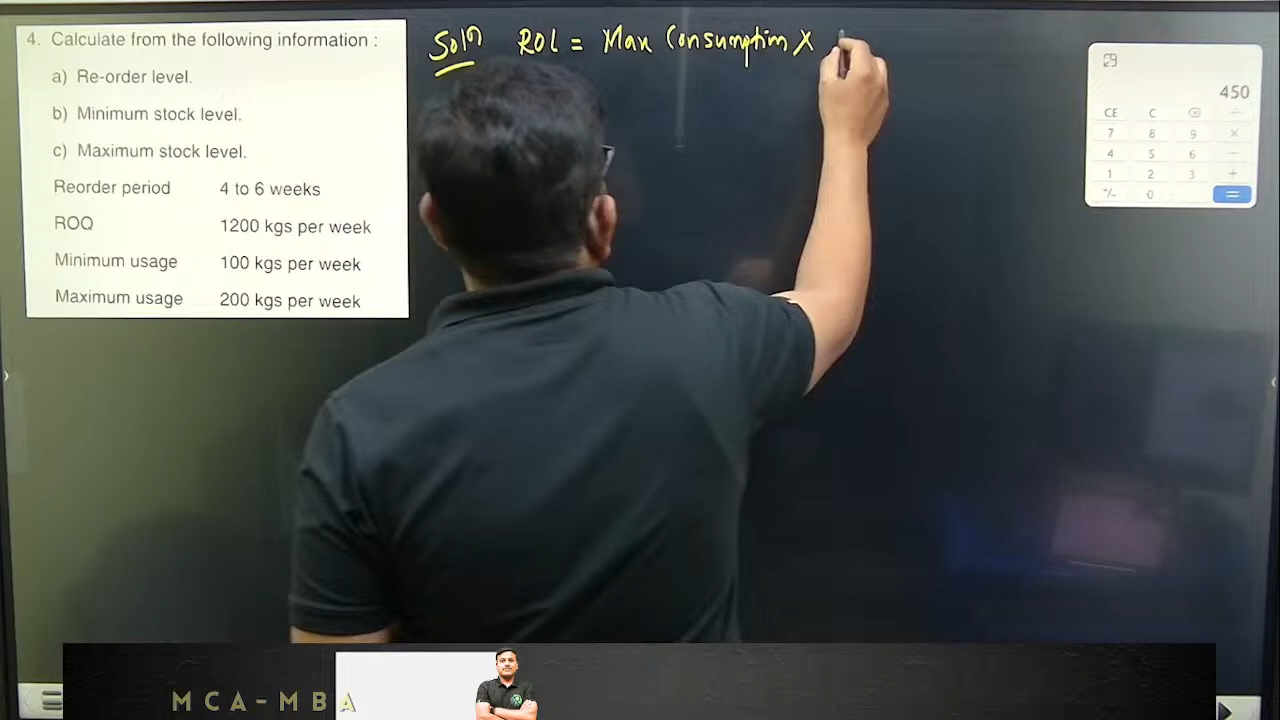 4. Calculate from the following information :
a) Re-order level.
b) Minimum stock level.
c) Maximum stock level.
Reorder period 4 to 6 weeks
ROQ 1200 kgs per week
Minimum usage 100 kgs per week
Maximum usage 200 kgs per week
Soln ROL = Max Consumption X
450
CE C
7 8 9 ×
4 5 6 −
1 2 3 +
+/- 0 =
MCA-MBA